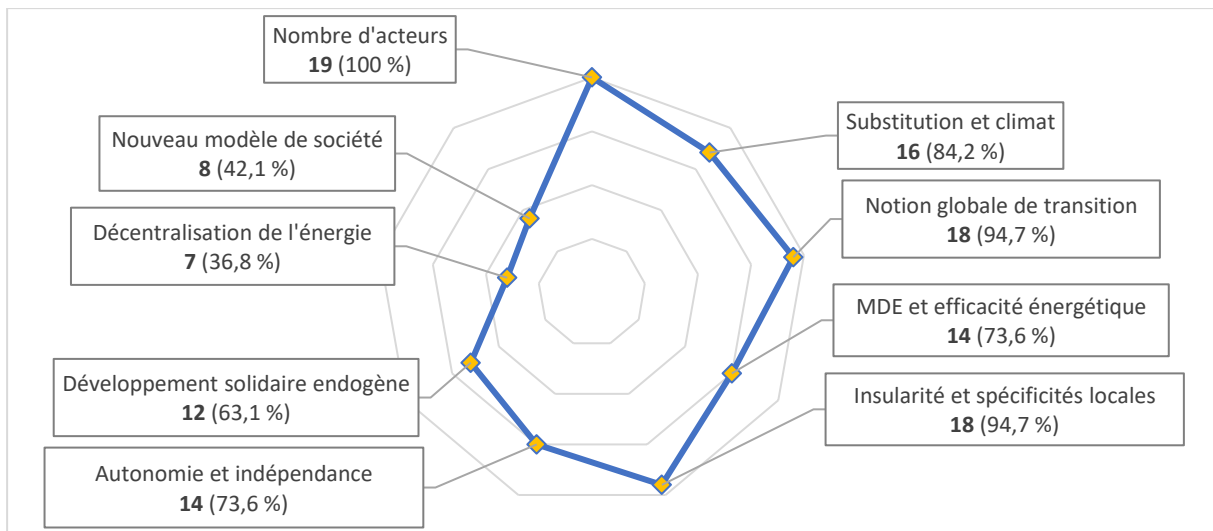 Nombre d'acteurs
19 (100 %)
Substitution et climat
16 (84,2 %)
Notion globale de transition
18 (94,7 %)
MDE et efficacité énergétique
14 (73,6 %)
Insularité et spécificités locales
18 (94,7 %)
Autonomie et indépendance
14 (73,6 %)
Développement solidaire endogène
12 (63,1 %)
Décentralisation de l'énergie
7 (36,8 %)
Nouveau modèle de société
8 (42,1 %)